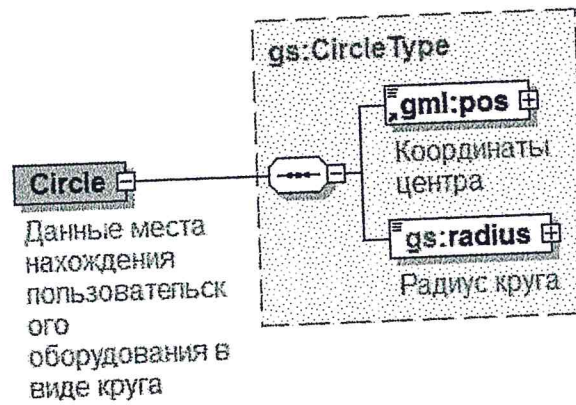 gs:CircleType
gml:pos
Координаты
центра
Circle
Данные места
нахождения
пользовательск
ого
оборудования в
виде круга
gs:radius
Радиус круга